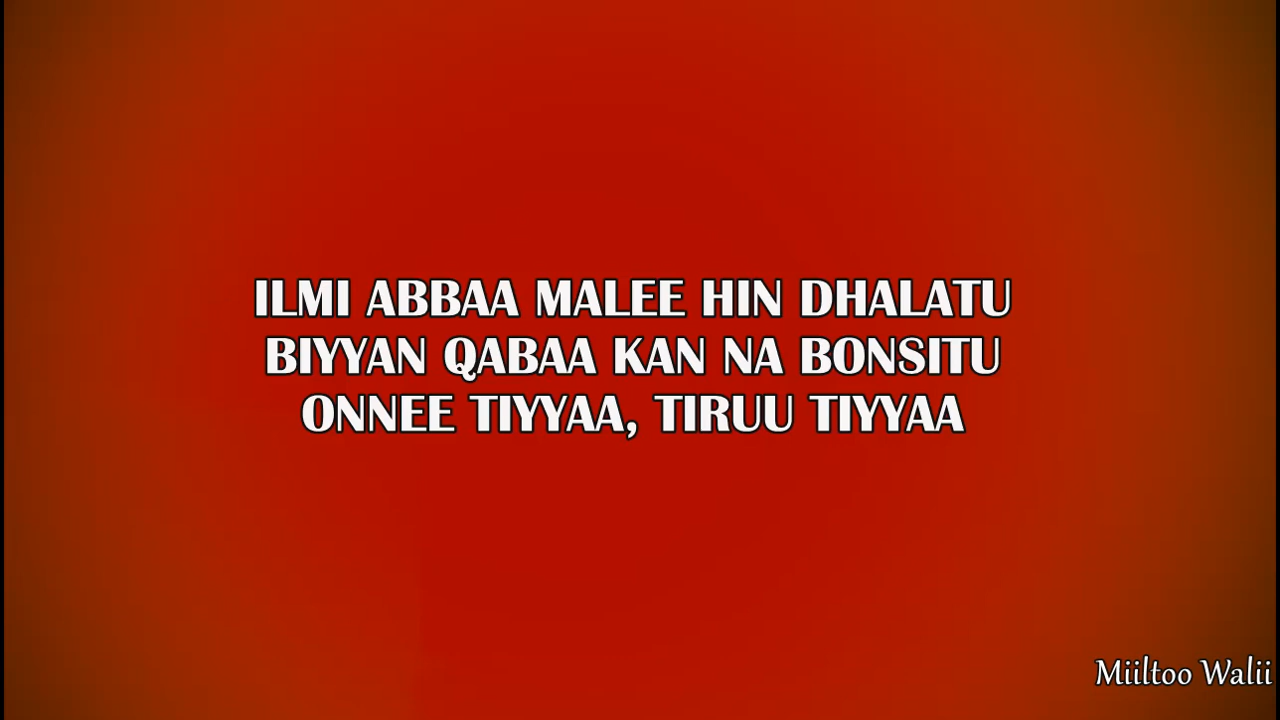 ILMI ABBAA MALEE HIN DHALATU
BIYYAN QABAA KAN NA BONSITU
ONNEE TIYYAA, TIRUU TIYYAA
Miiltoo Walii